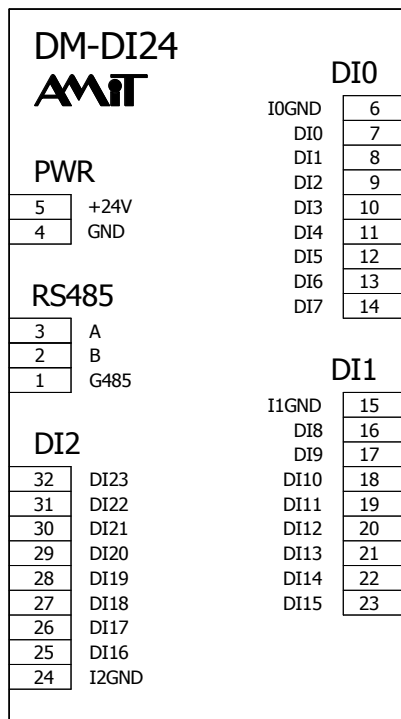 DM-DI24
AMiT
PWR
5 +24V
4 GND
RS485
3 A
2 B
1 G485
DI2
32 DI23
31 DI22
30 DI21
29 DI20
28 DI19
27 DI18
26 DI17
25 DI16
24 I2GND
DI0
I0GND 6
DI0 7
DI1 8
DI2 9
DI3 10
DI4 11
DI5 12
DI6 13
DI7 14
DI1
I1GND 15
DI8 16
DI9 17
DI10 18
DI11 19
DI12 20
DI13 21
DI14 22
DI15 23